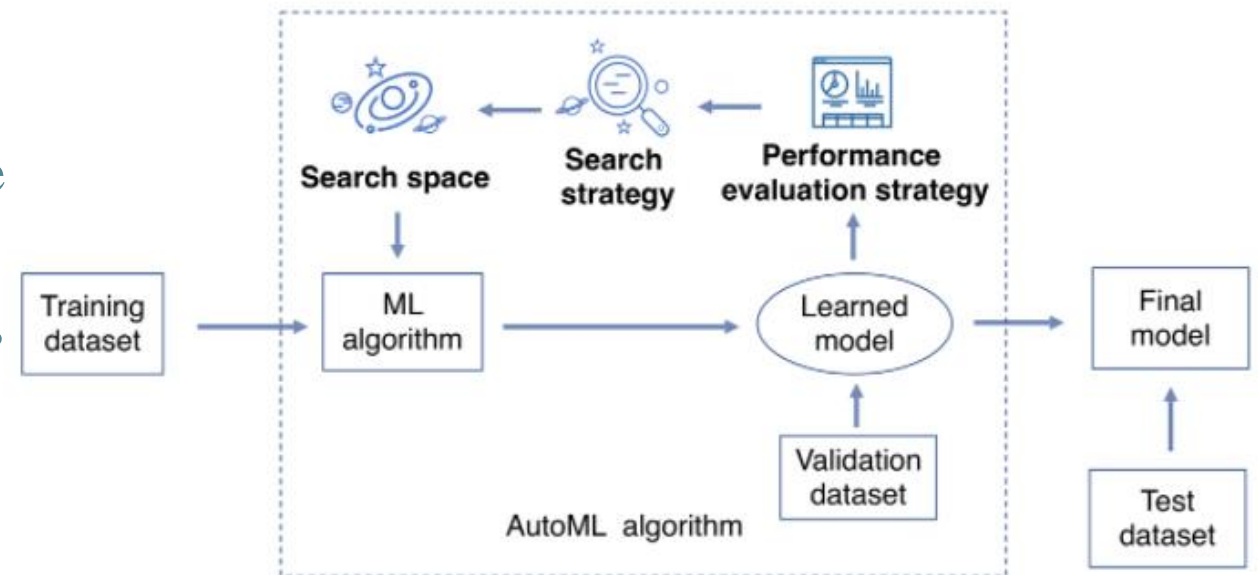 Search space
Search
strategy
Performance
evaluation strategy
Training
dataset
ML
algorithm
Learned
model
Final
model
Validation
dataset
Test
dataset
AutoML algorithm